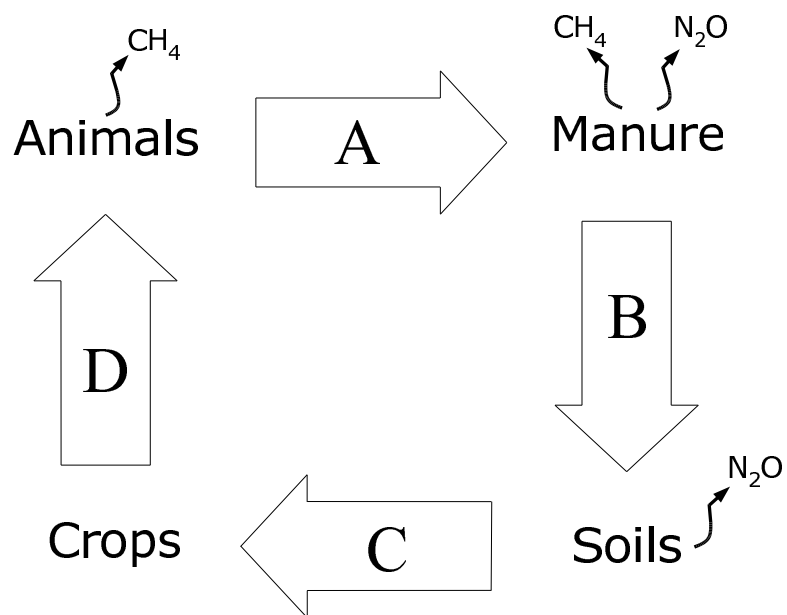 CH₄
CH₄ N₂O
Animals
A
Manure
D
B
N₂O
Crops
C
Soils